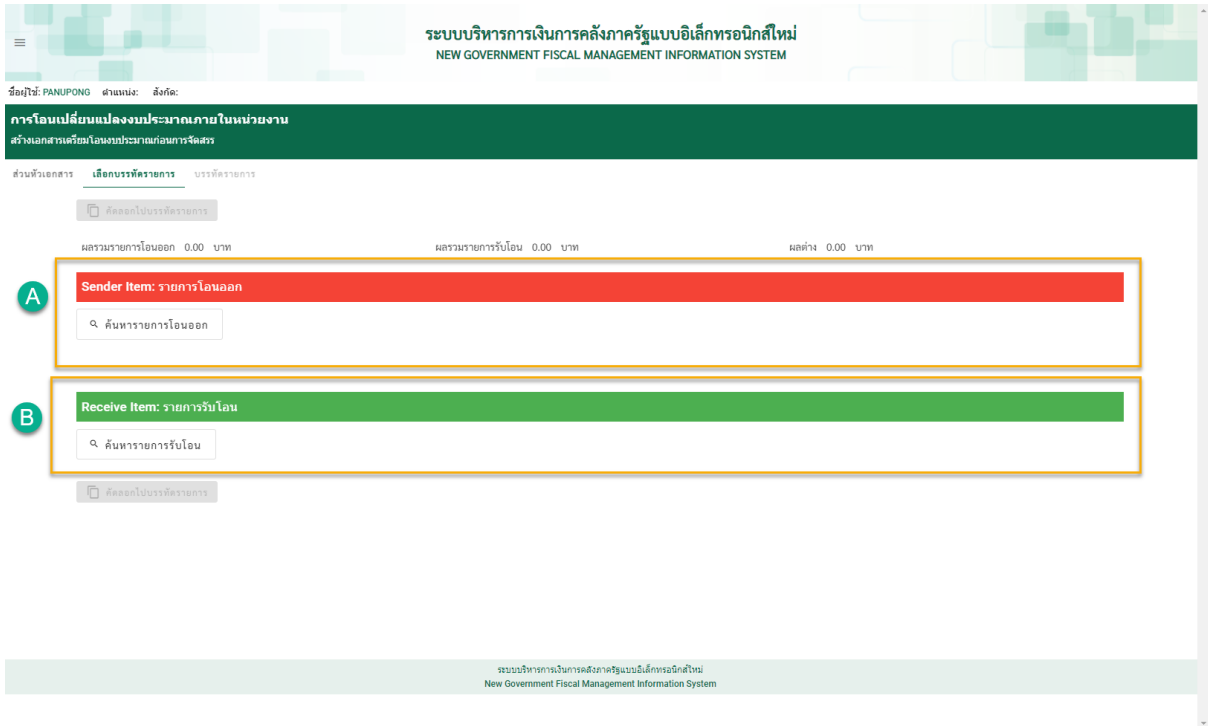 ระบบบริหารการเงินการคลังภาครัฐแบบอิเล็กทรอนิกส์ใหม่
NEW GOVERNMENT FISCAL MANAGEMENT INFORMATION SYSTEM
ชื่อผู้ใช้: PANUPONG ตำแหน่ง: สังกัด:
การโอนเปลี่ยนแปลงงบประมาณภายในหน่วยงาน
สร้างเอกสารเตรียมโอนงบประมาณก่อนการจัดสรร
ส่วนหัวเอกสาร เลือกบรรทัดรายการ บรรทัดรายการ
คัดลอกไปบรรทัดรายการ
ผลรวมรายการโอนออก 0.00 บาท ผลรวมรายการรับโอน 0.00 บาท ผลต่าง 0.00 บาท
A
Sender Item: รายการโอนออก
ค้นหารายการโอนออก
B
Receive Item: รายการรับโอน
ค้นหารายการรับโอน
คัดลอกไปบรรทัดรายการ
ระบบบริหารการเงินการคลังภาครัฐแบบอิเล็กทรอนิกส์ใหม่
New Government Fiscal Management Information System